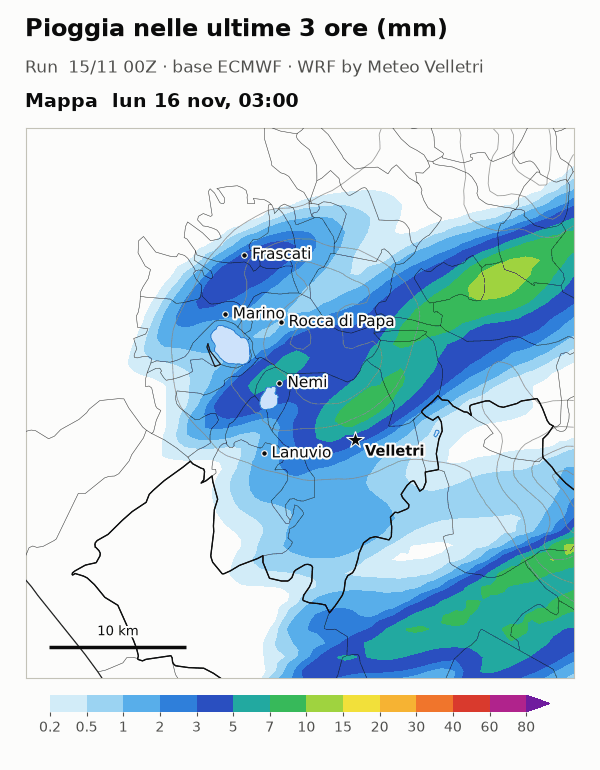 Pioggia nelle ultime 3 ore (mm)
Run  15/11 00Z · base ECMWF · WRF by Meteo Velletri
Mappa  lun 16 nov, 03:00
Frascati
Marino
Rocca di Papa
Nemi
Lanuvio
Velletri
10 km
0.2 0.5 1 2 3 5 7 10 15 20 30 40 60 80